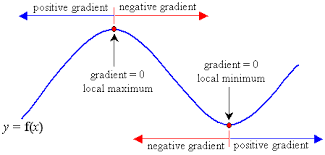 positive gradient negative gradient
gradient = 0
local maximum
gradient = 0
local minimum
y = f(x)
negative gradient positive gradient